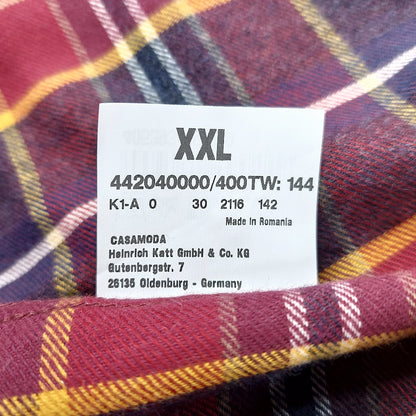 XXL
442040000/400TW: 144
K1-A 0 30 2116 142
Made in Romania
CASAMODA
Heinrich Katt GmbH & Co. KG
Gutenbergstr. 7
26135 Oldenburg - Germany